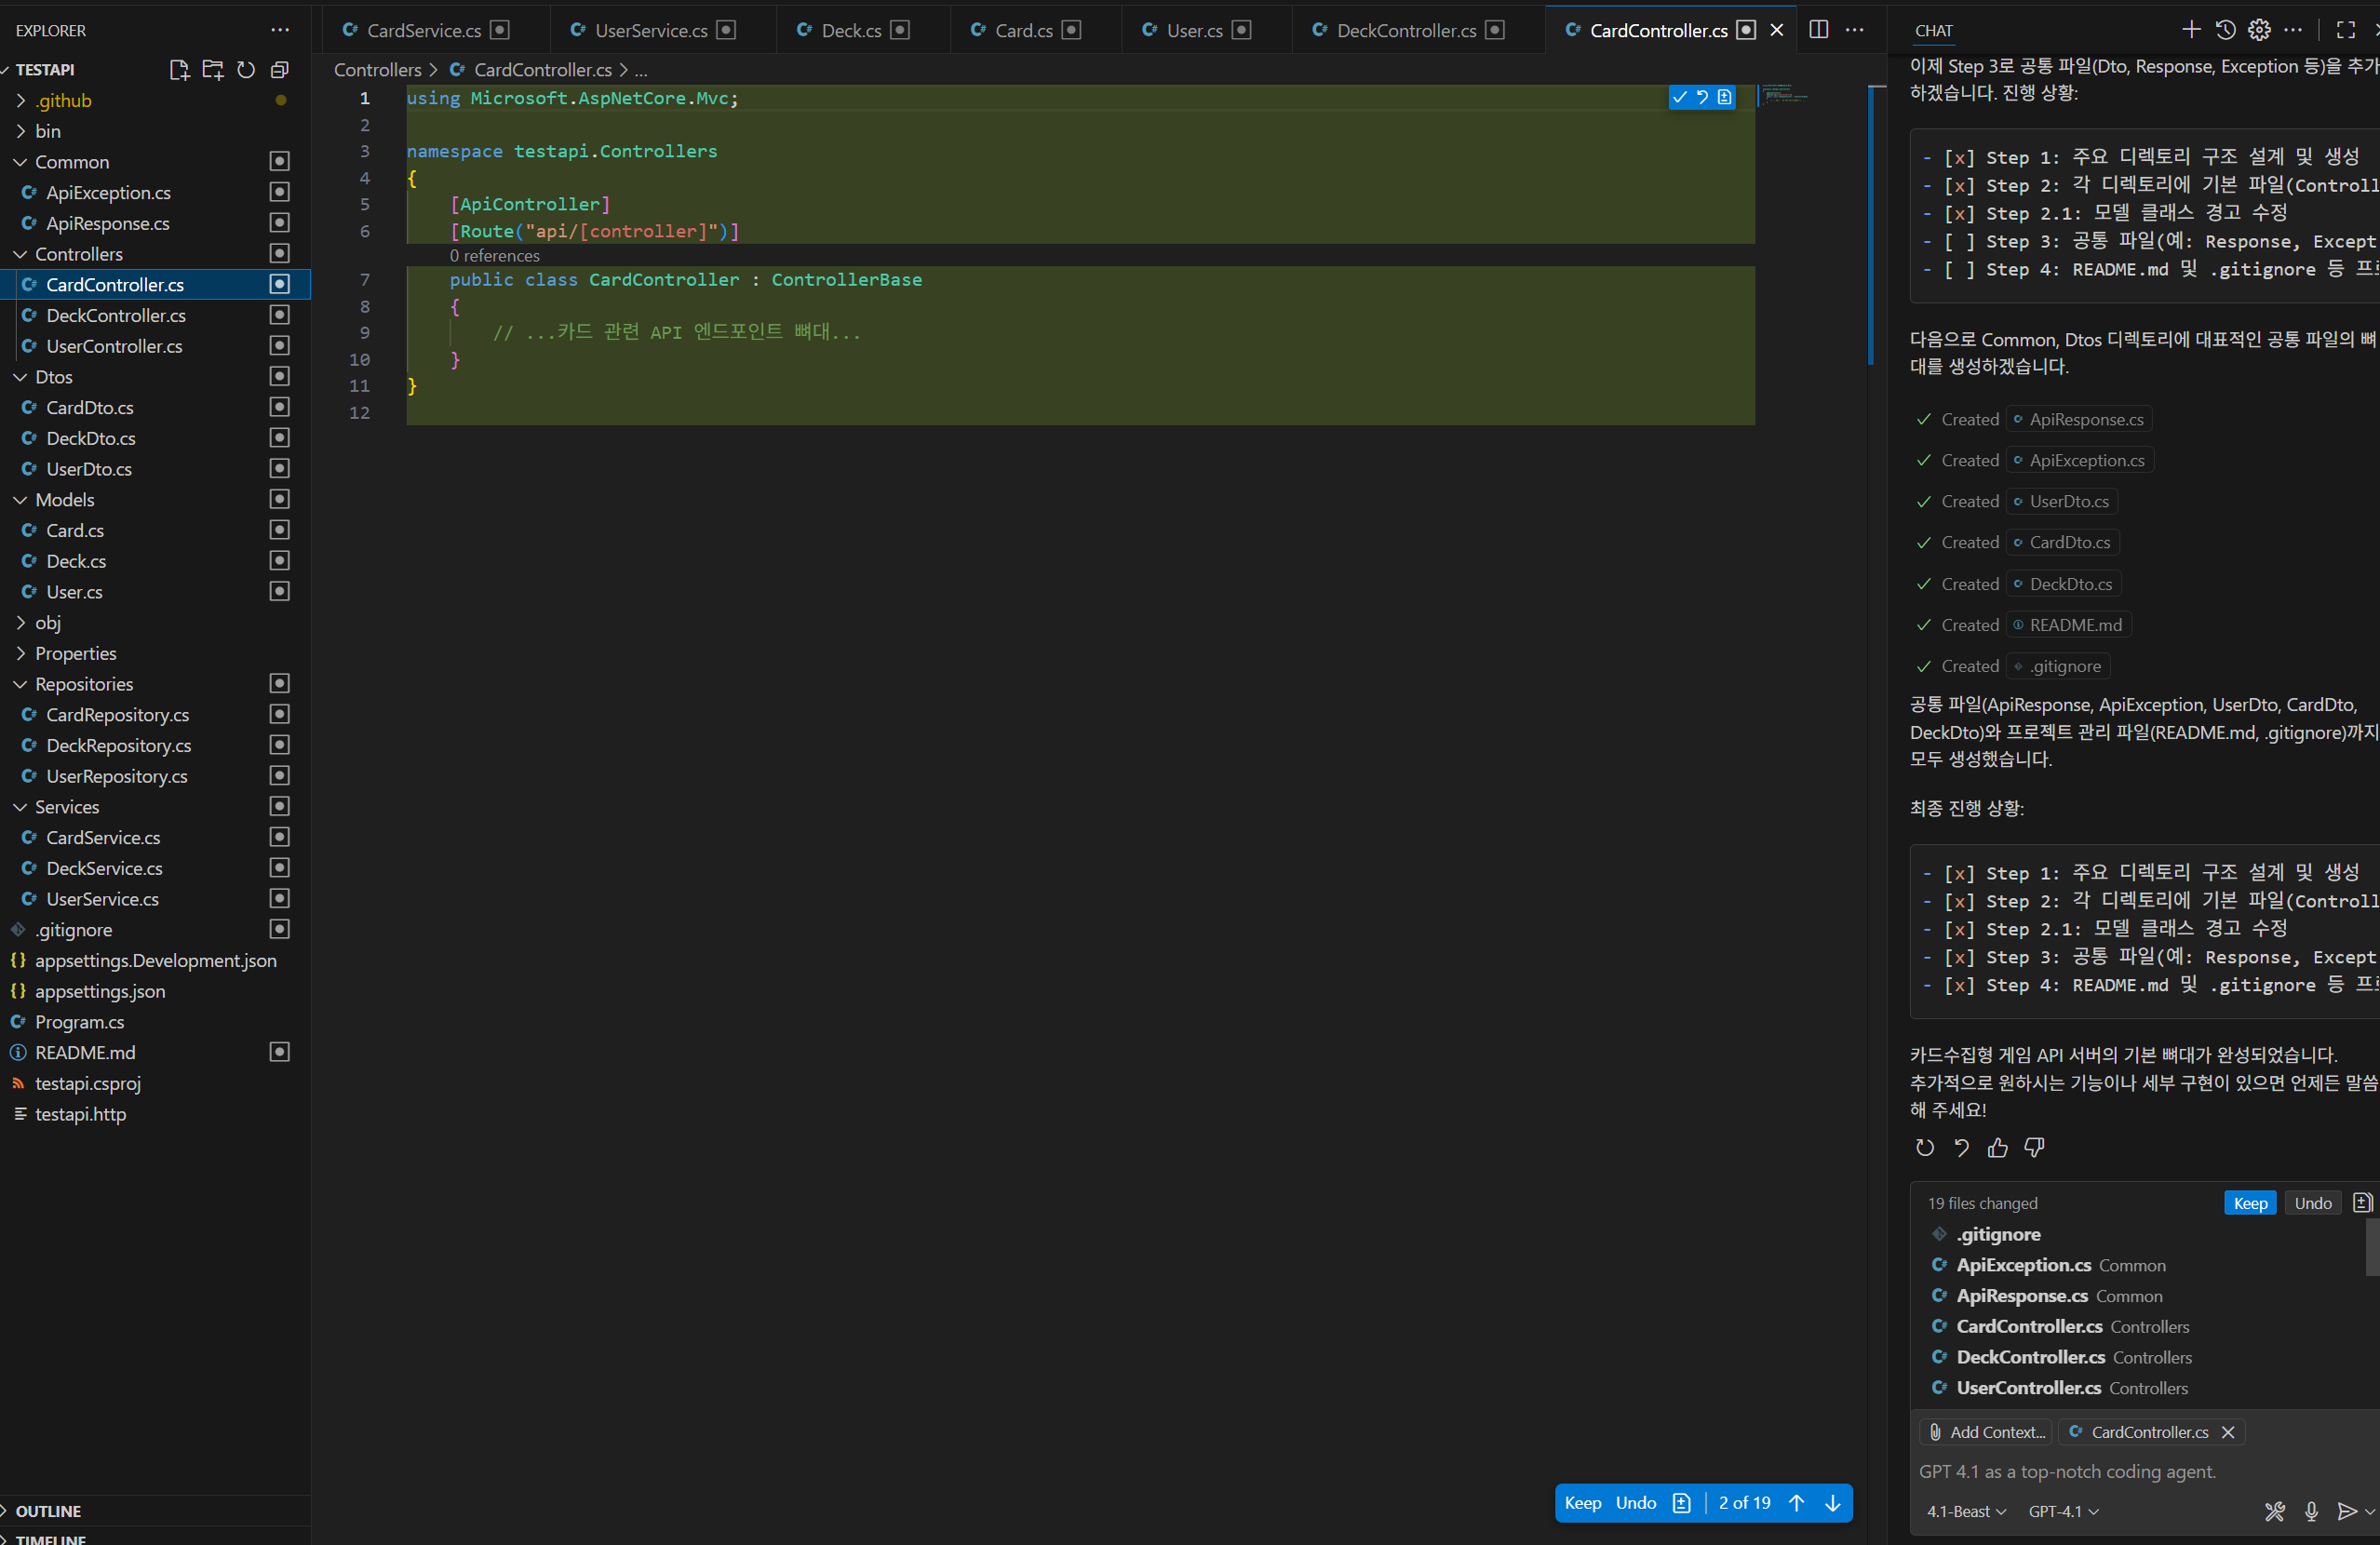 EXPLORER
TESTAPI
.github
bin
Common
ApiException.cs
ApiResponse.cs
Controllers
CardController.cs
DeckController.cs
UserController.cs
Dtos
CardDto.cs
DeckDto.cs
UserDto.cs
Models
Card.cs
Deck.cs
User.cs
obj
Properties
Repositories
CardRepository.cs
DeckRepository.cs
UserRepository.cs
Services
CardService.cs
DeckService.cs
UserService.cs
.gitignore
appsettings.Development.json
appsettings.json
Program.cs
README.md
testapi.csproj
testapi.http
OUTLINE
TIMELINE
CardService.cs
UserService.cs
Deck.cs
Card.cs
User.cs
DeckController.cs
CardController.cs
Controllers > CardController.cs > ...
1 using Microsoft.AspNetCore.Mvc;
2
3 namespace testapi.Controllers
4 {
5 [ApiController]
6 [Route("api/[controller]")]
0 references
7 public class CardController : ControllerBase
8 {
9 // ...카드 관련 API 엔드포인트 뼈대...
10 }
11 }
12
Keep Undo 2 of 19
CHAT
이제 Step 3로 공통 파일(Dto, Response, Exception 등)을 추가
하겠습니다. 진행 상황:
- [x] Step 1: 주요 디렉토리 구조 설계 및 생성
- [x] Step 2: 각 디렉토리에 기본 파일(Controll
- [x] Step 2.1: 모델 클래스 경고 수정
- [ ] Step 3: 공통 파일(예: Response, Except
- [ ] Step 4: README.md 및 .gitignore 등 프
다음으로 Common, Dtos 디렉토리에 대표적인 공통 파일의 뼈
대를 생성하겠습니다.
Created ApiResponse.cs
Created ApiException.cs
Created UserDto.cs
Created CardDto.cs
Created DeckDto.cs
Created README.md
Created .gitignore
공통 파일(ApiResponse, ApiException, UserDto, CardDto,
DeckDto)와 프로젝트 관리 파일(README.md, .gitignore)까지
모두 생성했습니다.
최종 진행 상황:
- [x] Step 1: 주요 디렉토리 구조 설계 및 생성
- [x] Step 2: 각 디렉토리에 기본 파일(Controll
- [x] Step 2.1: 모델 클래스 경고 수정
- [x] Step 3: 공통 파일(예: Response, Except
- [x] Step 4: README.md 및 .gitignore 등 프
카드수집형 게임 API 서버의 기본 뼈대가 완성되었습니다.
추가적으로 원하시는 기능이나 세부 구현이 있으면 언제든 말씀
해 주세요!
19 files changed Keep Undo
.gitignore
ApiException.cs Common
ApiResponse.cs Common
CardController.cs Controllers
DeckController.cs Controllers
UserController.cs Controllers
Add Context... CardController.cs
GPT 4.1 as a top-notch coding agent.
4.1-Beast GPT-4.1